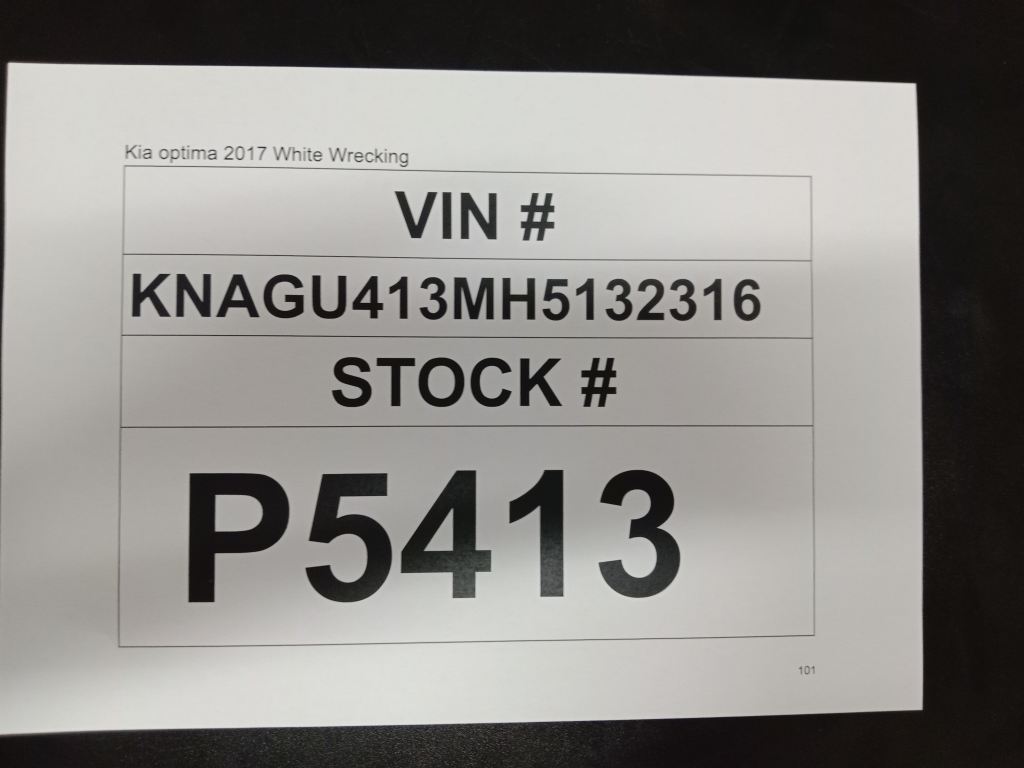 Kia optima 2017 White Wrecking
VIN #
KNAGU413MH5132316
STOCK #
P5413
101